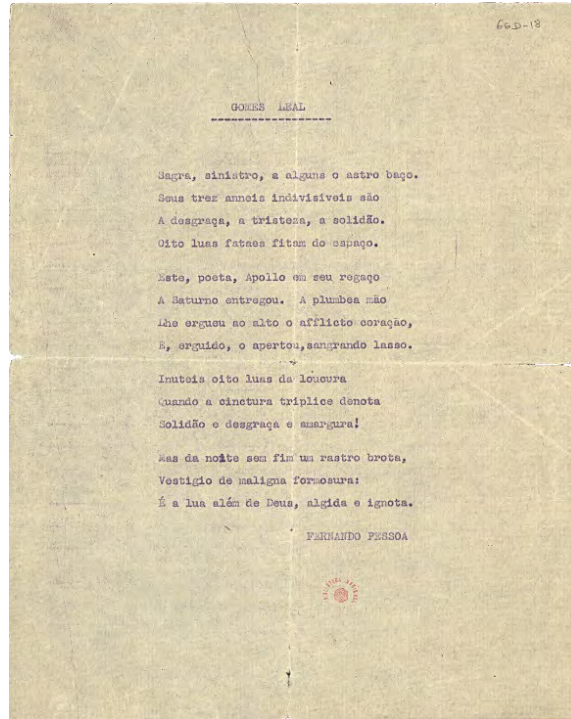 66D-18
GOMES LEAL
Sagra, sinistro, a alguns o astro baço.
Seus trez anneis indivisiveis são
A desgraça, a tristeza, a solidão.
Oito luas fataes fitam do espaço.
Este, poeta, Apollo em seu regaço
A Saturno entregou. A plumbea mão
Lhe ergueu ao alto o afflicto coração,
E, erguido, o apertou,sangrando lasso.
Inuteis oito luas da loucura
Quando a cinctura triplice denota
Solidão e desgraça e amargura!
Mas da noite sem fim um rastro brota,
Vestigio de maligna formosura:
É a lua além de Deus, algida e ignota.
FERNANDO PESSOA
BIBLIOTECA NACIONAL